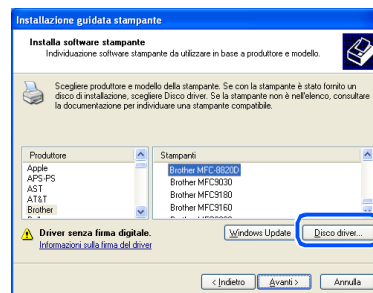 Installazione guidata stampante
Installa software stampante
Individuazione software stampante da utilizzare in base a produttore e modello.
Scegliere produttore e modello della stampante. Se con la stampante è stato fornito un
disco di installazione, scegliere Disco driver. Se la stampante non è nell'elenco, consultare
la documentazione per individuare una stampante compatibile.
Produttore
Apple
APS-PS
AST
AT&T
Brother
Stampanti
Brother MFC-8820D
Brother MFC9030
Brother MFC9180
Brother MFC9160
Driver senza firma digitale.
Informazioni sulla firma del driver
Windows Update
Disco driver...
< Indietro
Avanti >
Annulla